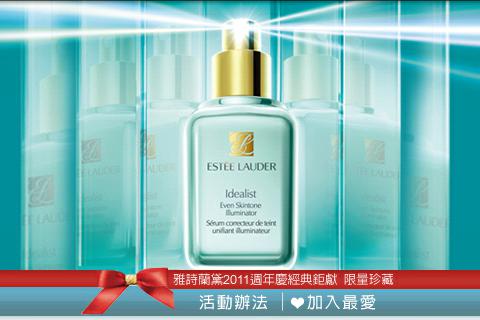 ESTĒE LAUDER
Idealist
Even Skintone
Illuminator
Sérum correcteur de teint
unifiant illuminateur
雅詩蘭黛2011週年慶經典鉅獻 限量珍藏
活動辦法 | ❤加入最愛